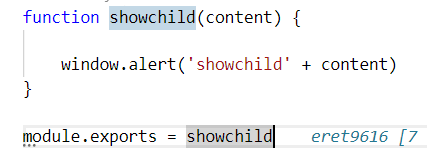 function showchild(content) {
window.alert('showchild' + content)
}
module.exports = showchild eret9616 [7